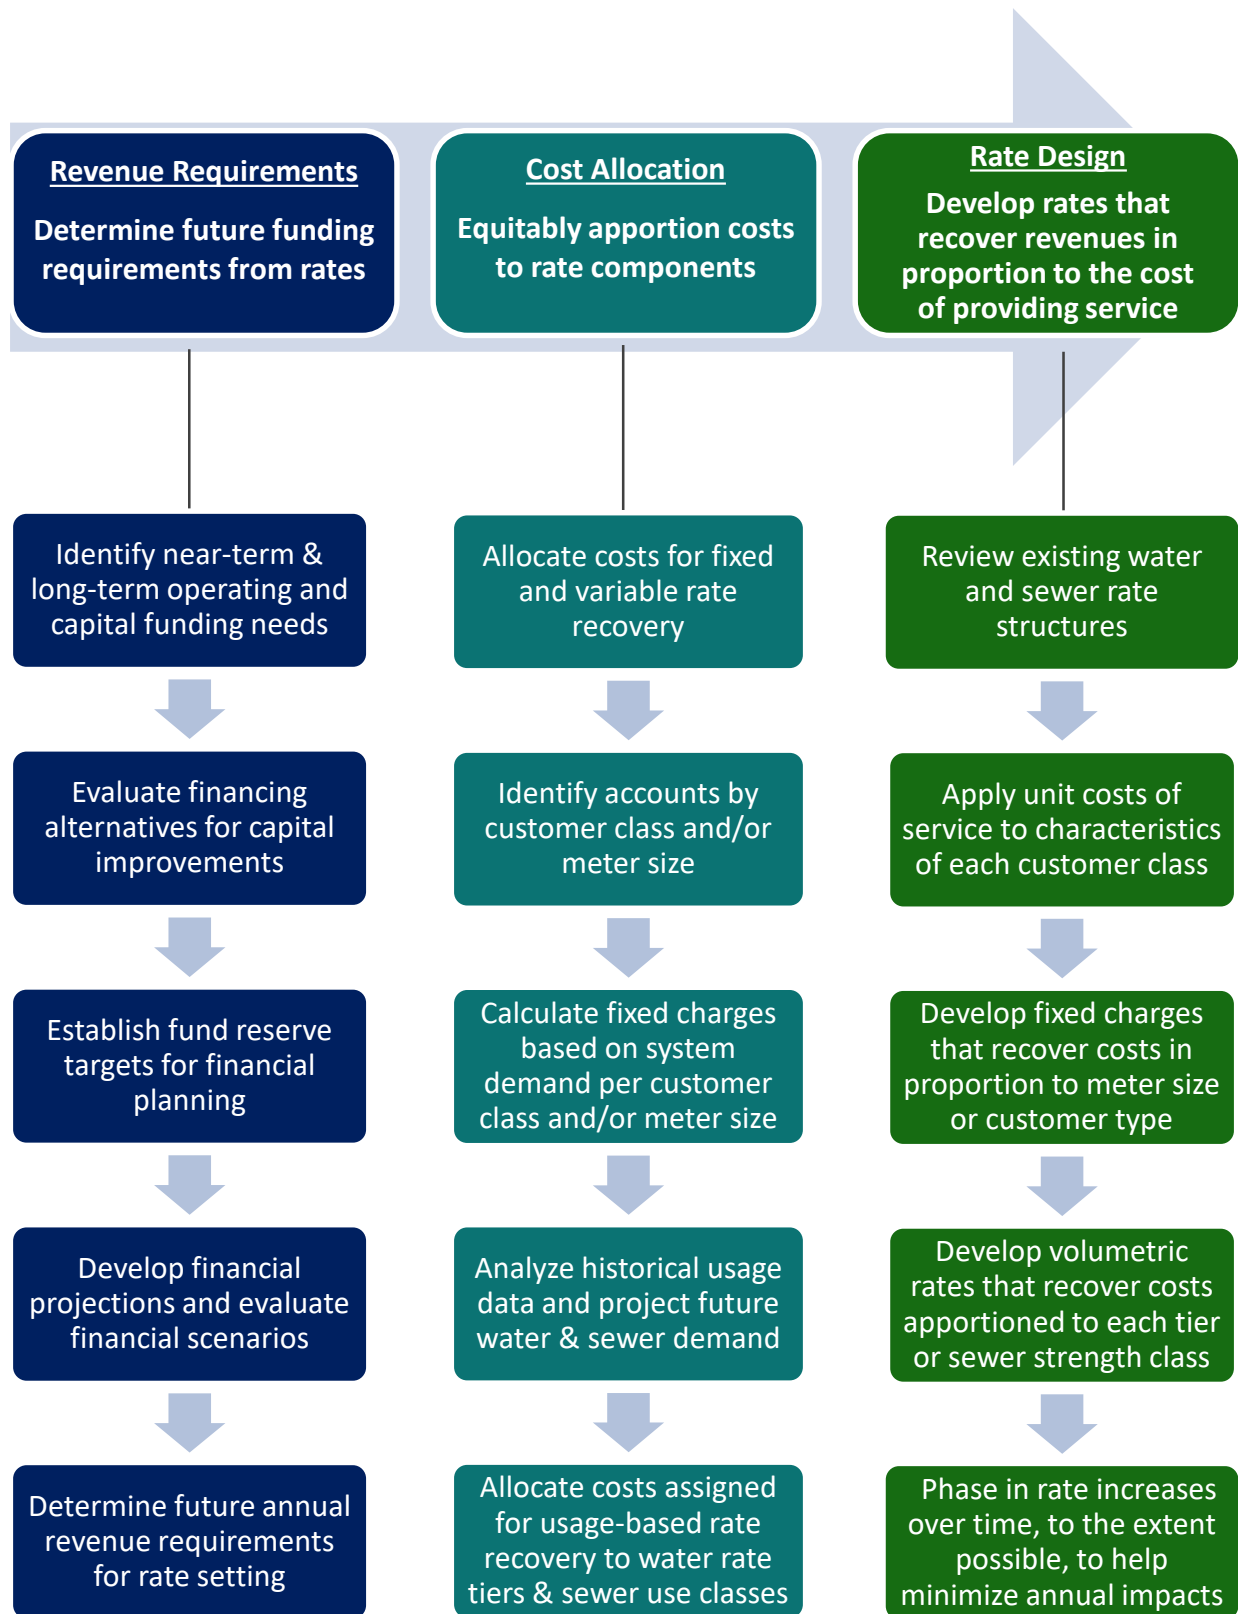 Revenue Requirements
Determine future funding
requirements from rates
Cost Allocation
Equitably apportion costs
to rate components
Rate Design
Develop rates that
recover revenues in
proportion to the cost
of providing service
Identify near-term &
long-term operating and
capital funding needs
Evaluate financing
alternatives for capital
improvements
Establish fund reserve
targets for financial
planning
Develop financial
projections and evaluate
financial scenarios
Determine future annual
revenue requirements
for rate setting
Allocate costs for fixed
and variable rate
recovery
Identify accounts by
customer class and/or
meter size
Calculate fixed charges
based on system
demand per customer
class and/or meter size
Analyze historical usage
data and project future
water & sewer demand
Allocate costs assigned
for usage-based rate
recovery to water rate
tiers & sewer use classes
Review existing water
and sewer rate
structures
Apply unit costs of
service to characteristics
of each customer class
Develop fixed charges
that recover costs in
proportion to meter size
or customer type
Develop volumetric
rates that recover costs
apportioned to each tier
or sewer strength class
Phase in rate increases
over time, to the extent
possible, to help
minimize annual impacts